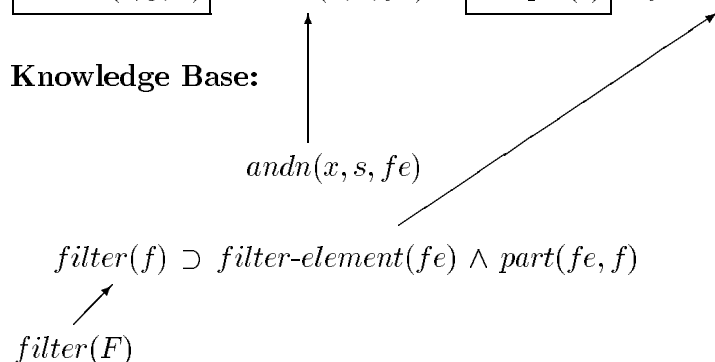 Knowledge Base:
andn(x, s, fe)
filter(f) ⊃ filter-element(fe) ∧ part(fe, f)
filter(F)